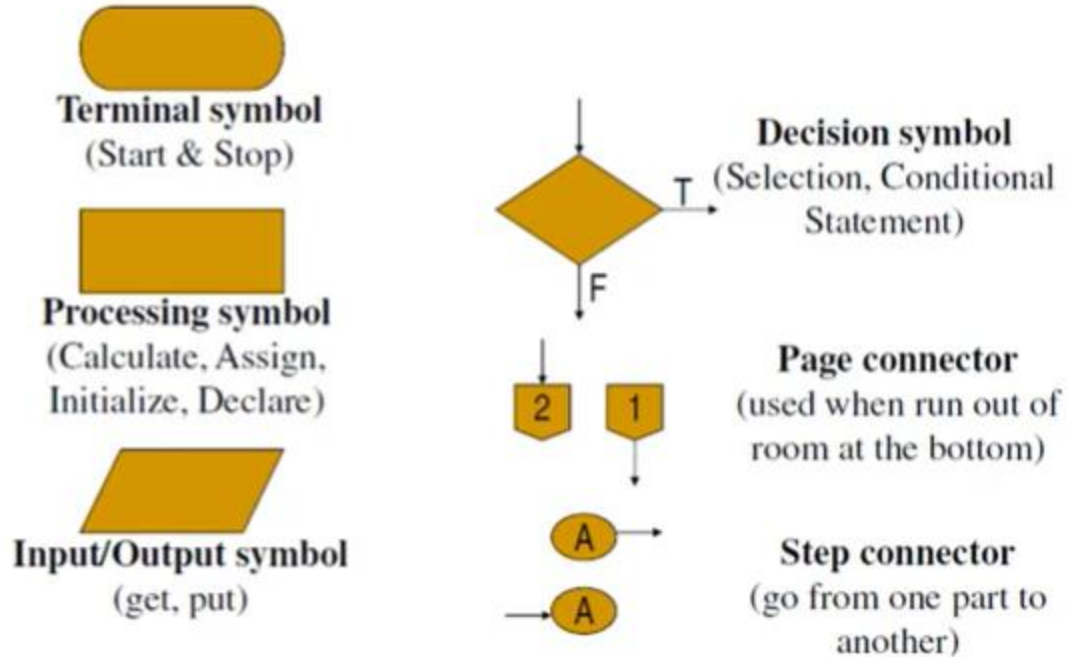 Terminal symbol
(Start & Stop)
Processing symbol
(Calculate, Assign,
Initialize, Declare)
Input/Output symbol
(get, put)
T
F
Decision symbol
(Selection, Conditional
Statement)
2
1
Page connector
(used when run out of
room at the bottom)
A
A
Step connector
(go from one part to
another)